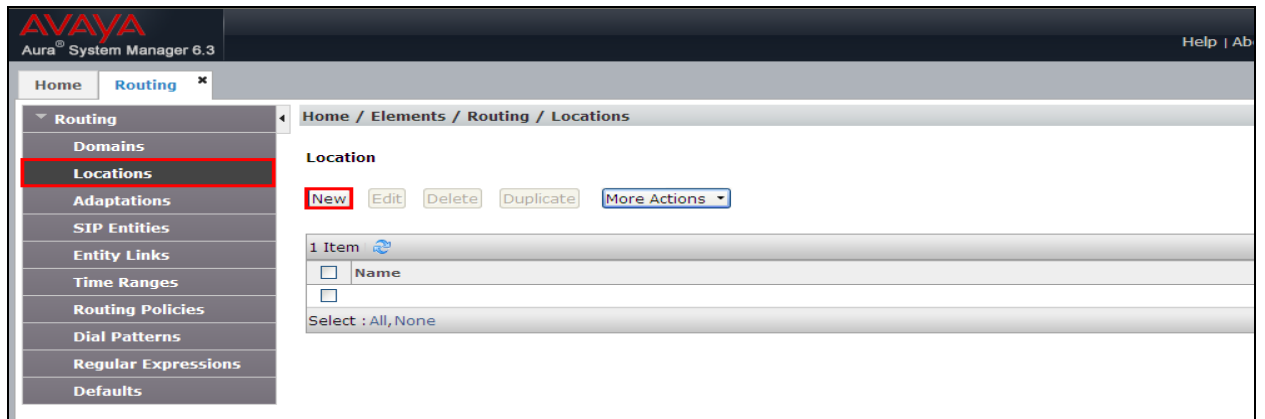 AVAYA
Aura® System Manager 6.3
Help | Ab
Home
Routing ×
Routing
Domains
Locations
Adaptations
SIP Entities
Entity Links
Time Ranges
Routing Policies
Dial Patterns
Regular Expressions
Defaults
Home / Elements / Routing / Locations
Location
New Edit Delete Duplicate More Actions
1 Item
Name
Select : All, None